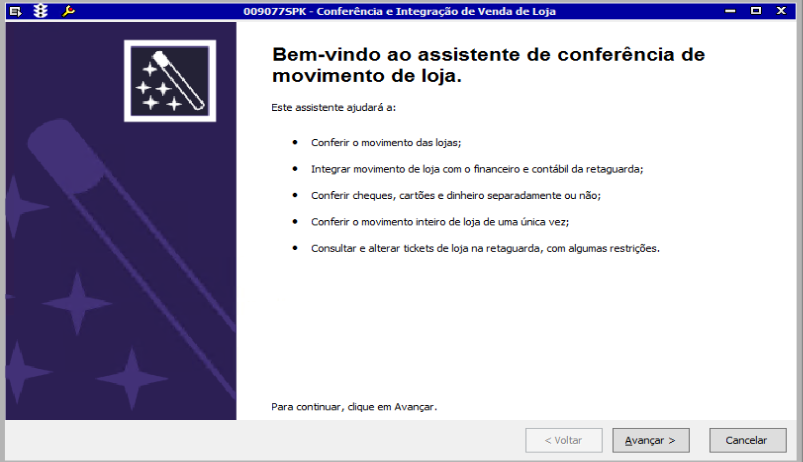 009077SPK - Conferência e Integração de Venda de Loja
Bem-vindo ao assistente de conferência de
movimento de loja.
Este assistente ajudará a:
• Conferir o movimento das lojas;
• Integrar movimento de loja com o financeiro e contábil da retaguarda;
• Conferir cheques, cartões e dinheiro separadamente ou não;
• Conferir o movimento inteiro de loja de uma única vez;
• Consultar e alterar tickets de loja na retaguarda, com algumas restrições.
Para continuar, clique em Avançar.
< Voltar
Avançar >
Cancelar